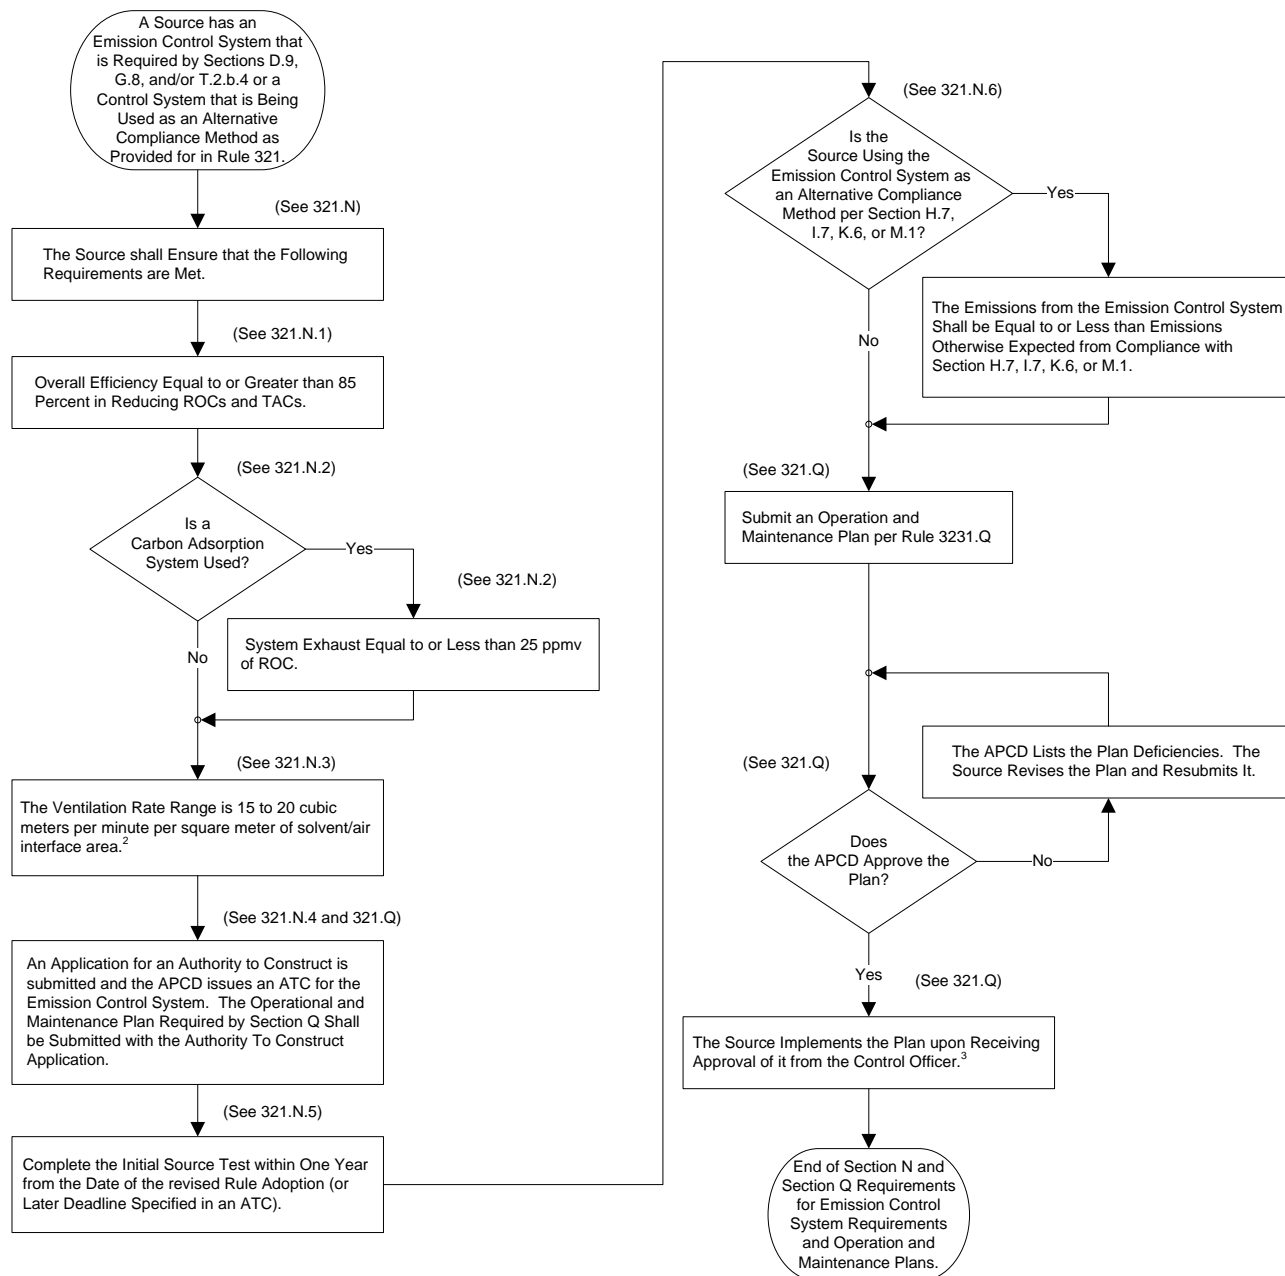 A Source has an
Emission Control System that
is Required by Sections D.9,
G.8, and/or T.2.b.4 or a
Control System that is Being
Used as an Alternative
Compliance Method as
Provided for in Rule 321.
(See 321.N)
The Source shall Ensure that the Following
Requirements are Met.
(See 321.N.1)
Overall Efficiency Equal to or Greater than 85
Percent in Reducing ROCs and TACs.
(See 321.N.2)
Is a
Carbon Adsorption
System Used?
Yes
(See 321.N.2)
System Exhaust Equal to or Less than 25 ppmv
of ROC.
No
(See 321.N.3)
The Ventilation Rate Range is 15 to 20 cubic
meters per minute per square meter of solvent/air
interface area.²
(See 321.N.4 and 321.Q)
An Application for an Authority to Construct is
submitted and the APCD issues an ATC for the
Emission Control System. The Operational and
Maintenance Plan Required by Section Q Shall
be Submitted with the Authority To Construct
Application.
(See 321.N.5)
Complete the Initial Source Test within One Year
from the Date of the revised Rule Adoption (or
Later Deadline Specified in an ATC).
(See 321.N.6)
Is the
Source Using the
Emission Control System as
an Alternative Compliance
Method per Section H.7,
I.7, K.6, or M.1?
Yes
The Emissions from the Emission Control System
Shall be Equal to or Less than Emissions
Otherwise Expected from Compliance with
Section H.7, I.7, K.6, or M.1.
No
(See 321.Q)
Submit an Operation and
Maintenance Plan per Rule 3231.Q
(See 321.Q)
The APCD Lists the Plan Deficiencies. The
Source Revises the Plan and Resubmits It.
Does
the APCD Approve the
Plan?
No
Yes
(See 321.Q)
The Source Implements the Plan upon Receiving
Approval of it from the Control Officer.³
End of Section N and
Section Q Requirements
for Emission Control
System Requirements
and Operation and
Maintenance Plans.